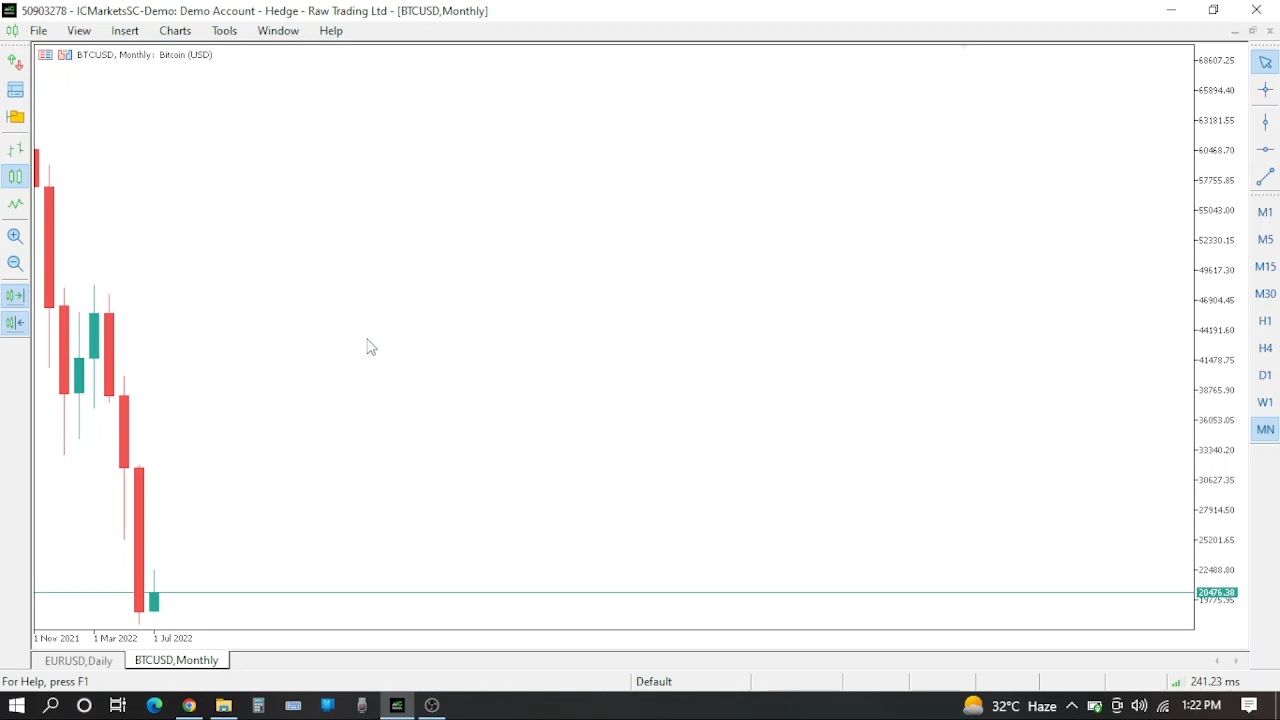 50903278 - ICMarketsSC-Demo: Demo Account - Hedge - Raw Trading Ltd - [BTCUSD,Monthly]
File View Insert Charts Tools Window Help
BTCUSD, Monthly: Bitcoin (USD)
68607.25
65894.40
63181.55
60468.70
57755.85
55043.00
52330.15
49617.30
46904.45
44191.60
41478.75
38765.90
36053.05
33340.20
30627.35
27914.50
25201.65
22488.80
20476.38
19775.95
M1
M5
M15
M30
H1
H4
D1
W1
MN
1 Nov 2021 1 Mar 2022 1 Jul 2022
EURUSD,Daily BTCUSD,Monthly
For Help, press F1 Default 241.23 ms
32°C Haze 1:22 PM